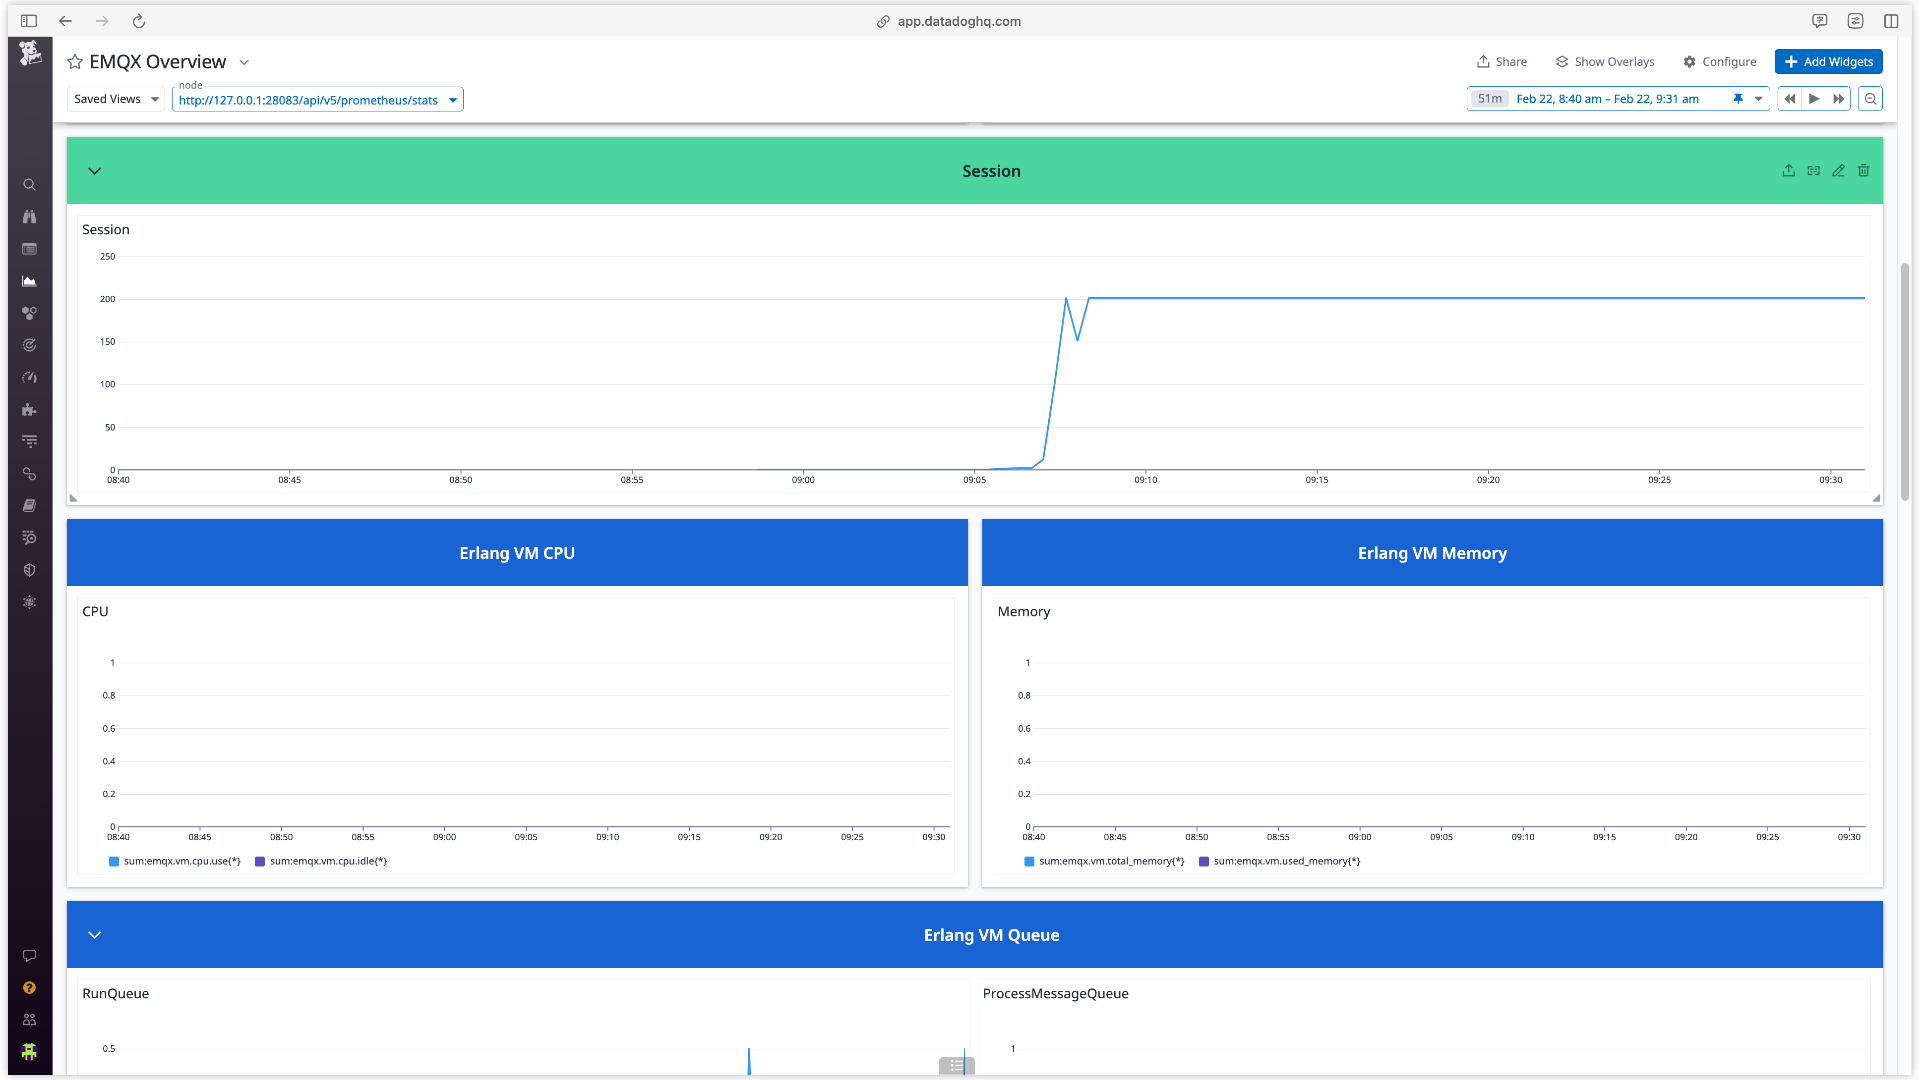 app.datadoghq.com
EMQX Overview
Share
Show Overlays
Configure
Add Widgets
Saved Views
node
http://127.0.0.1:28083/api/v5/prometheus/stats
51m
Feb 22, 8:40 am – Feb 22, 9:31 am
Session
Session
250
200
150
100
50
0
08:40 08:45 08:50 08:55 09:00 09:05 09:10 09:15 09:20 09:25 09:30
Erlang VM CPU
CPU
1
0.8
0.6
0.4
0.2
0
08:40 08:45 08:50 08:55 09:00 09:05 09:10 09:15 09:20 09:25 09:30
sum:emqx.vm.cpu.use{*} sum:emqx.vm.cpu.idle{*}
Erlang VM Memory
Memory
1
0.8
0.6
0.4
0.2
0
08:40 08:45 08:50 08:55 09:00 09:05 09:10 09:15 09:20 09:25 09:30
sum:emqx.vm.total_memory{*} sum:emqx.vm.used_memory{*}
Erlang VM Queue
RunQueue
0.5
ProcessMessageQueue
1